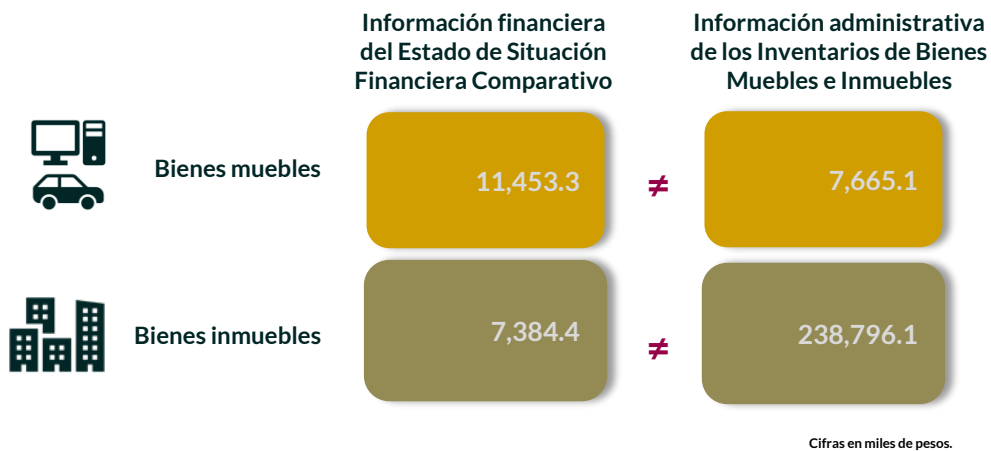 Información financiera
del Estado de Situación
Financiera Comparativo
Información administrativa
de los Inventarios de Bienes
Muebles e Inmuebles
Bienes muebles
11,453.3
≠
7,665.1
Bienes inmuebles
7,384.4
≠
238,796.1
Cifras en miles de pesos.